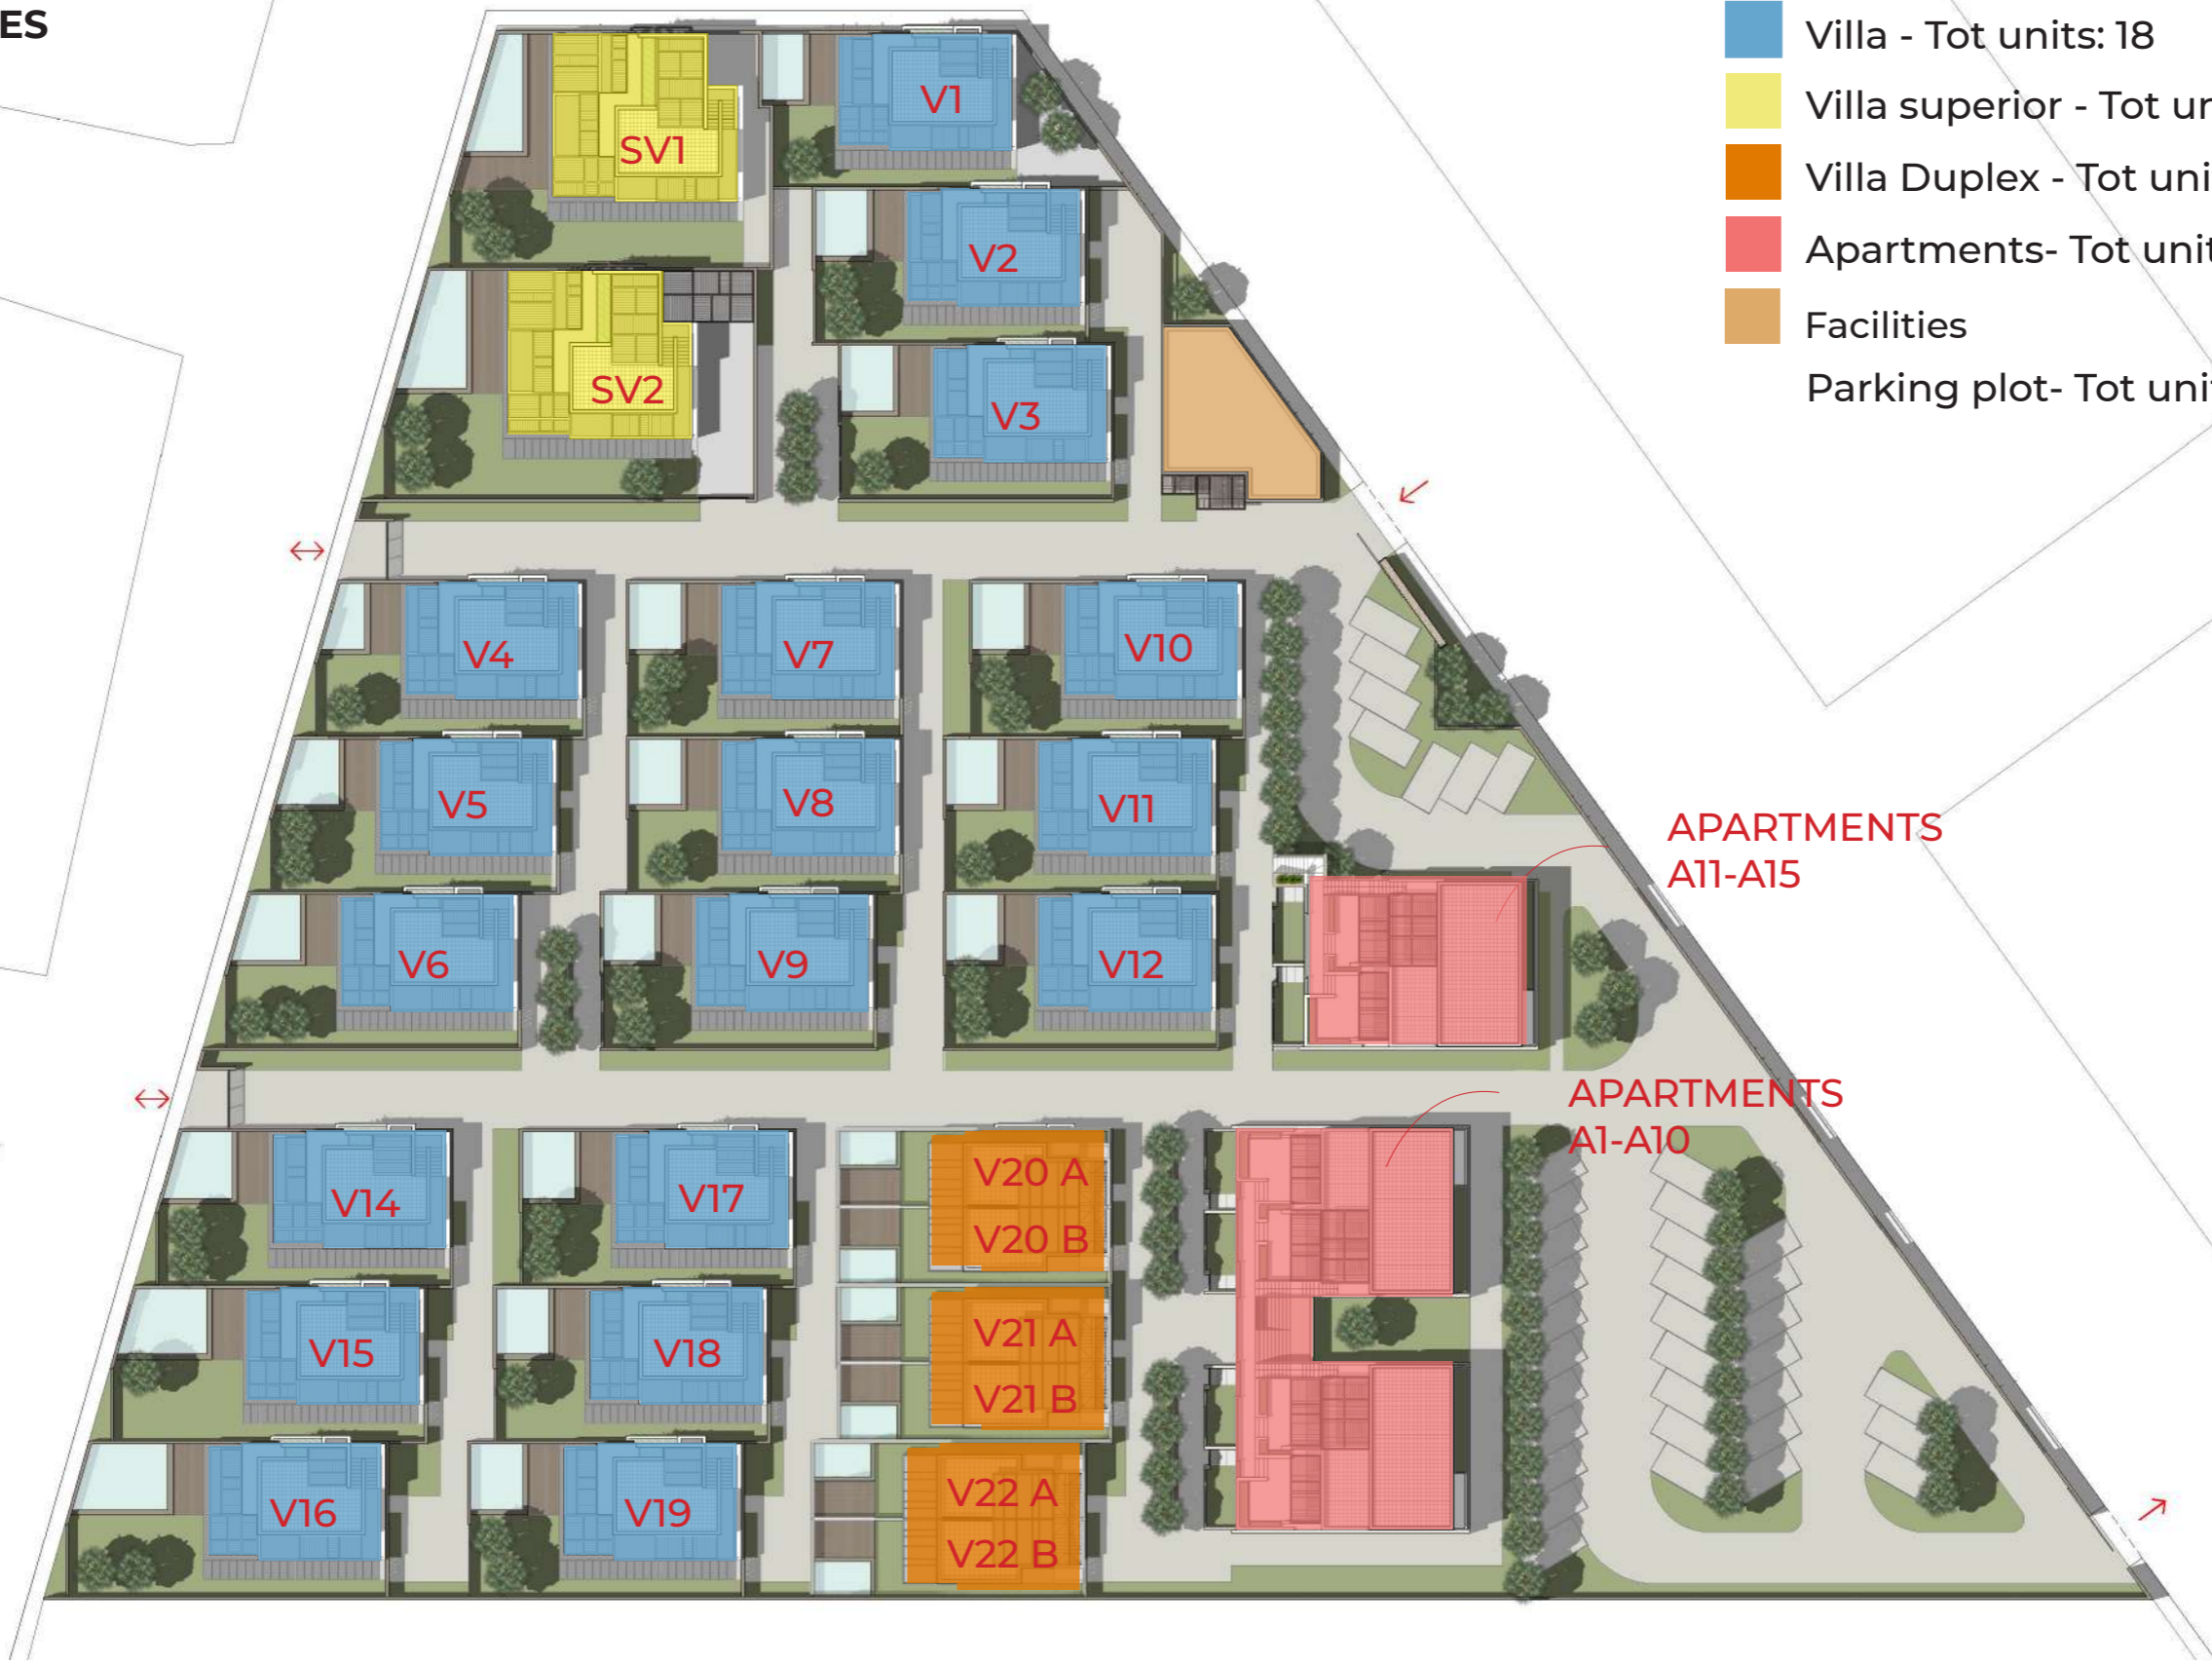 ES
Villa - Tot units: 18
Villa superior - Tot un
Villa Duplex - Tot uni
Apartments- Tot unit
Facilities
Parking plot- Tot unit
V1
SV1
V2
SV2
V3
V4
V7
V10
V5
V8
V11
APARTMENTS
A11-A15
V6
V9
V12
APARTMENTS
A1-A10
V14
V17
V20 A
V20 B
V15
V18
V21 A
V21 B
V16
V19
V22 A
V22 B